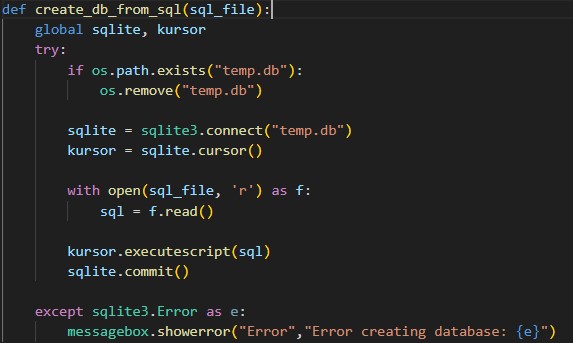 def create_db_from_sql(sql_file):
    global sqlite, kursor
    try:
        if os.path.exists("temp.db"):
            os.remove("temp.db")

        sqlite = sqlite3.connect("temp.db")
        kursor = sqlite.cursor()

        with open(sql_file, 'r') as f:
            sql = f.read()

        kursor.executescript(sql)
        sqlite.commit()

    except sqlite3.Error as e:
        messagebox.showerror("Error","Error creating database: {e}")